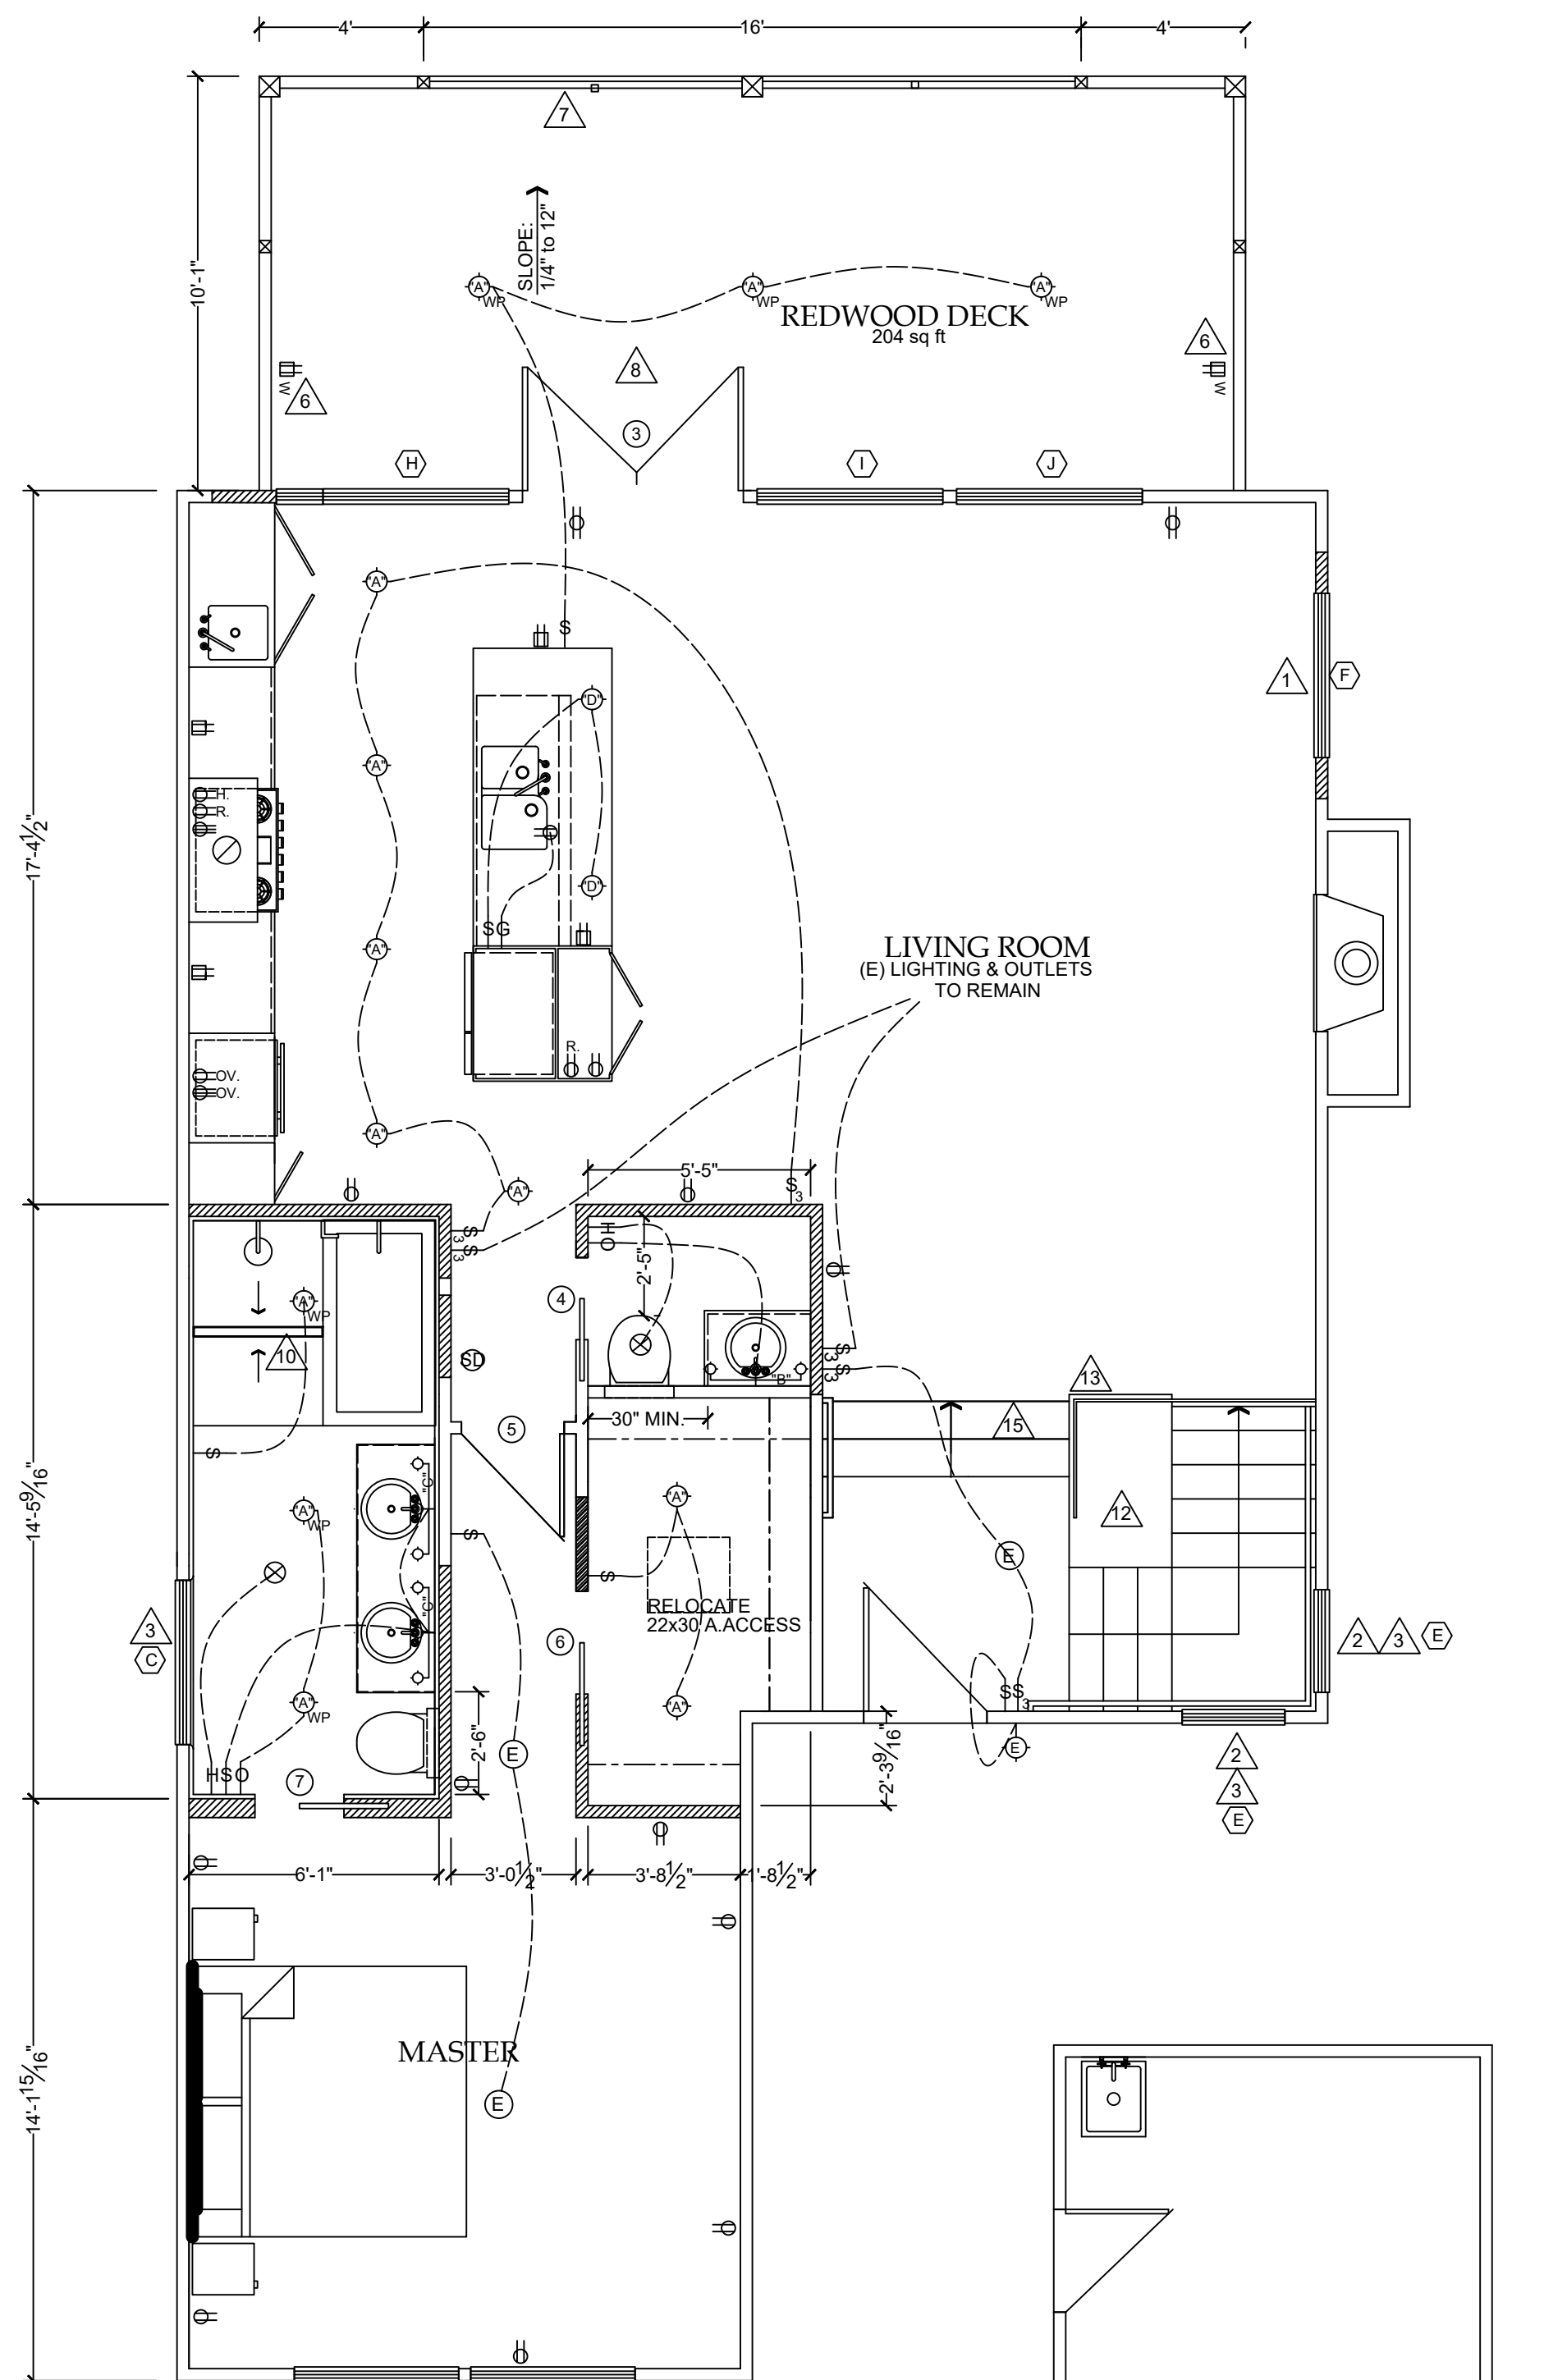 4' 16' 4'
7
10'-1"
SLOPE:
1/4" to 12"
"A" WP "A" WP "A" WP
REDWOOD DECK
204 sq ft
8
W 6
6 W
3
H I J
"A"
S
"D"
1 F
"A"
H.
R.
17'-4 1/2"
"D"
SG
LIVING ROOM
(E) LIGHTING & OUTLETS
TO REMAIN
"A"
R.
OV.
OV.
"A"
"A"
5'-5"
S3
S3
S3
H
O
2'-5"
4
"A" WP
10
SD
"B"
S3
S3
13
5
30" MIN.
15
S
"C"
"A" WP
14'-5 9/16"
S
"A"
12
E
S
"C"
RELOCATE
22x30 A.ACCESS
3
C
6
2 3 E
"A" WP
"A"
SS3
E
E
2
3
E
HSO
7
2'-6"
2'-3 9/16"
6'-1" 3'-0 1/2" 3'-8 1/2" 1'-8 1/2"
MASTER
E
14'-1 15/16"